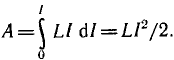 A = ∫₀ᴵ LI dI = LI²/2.